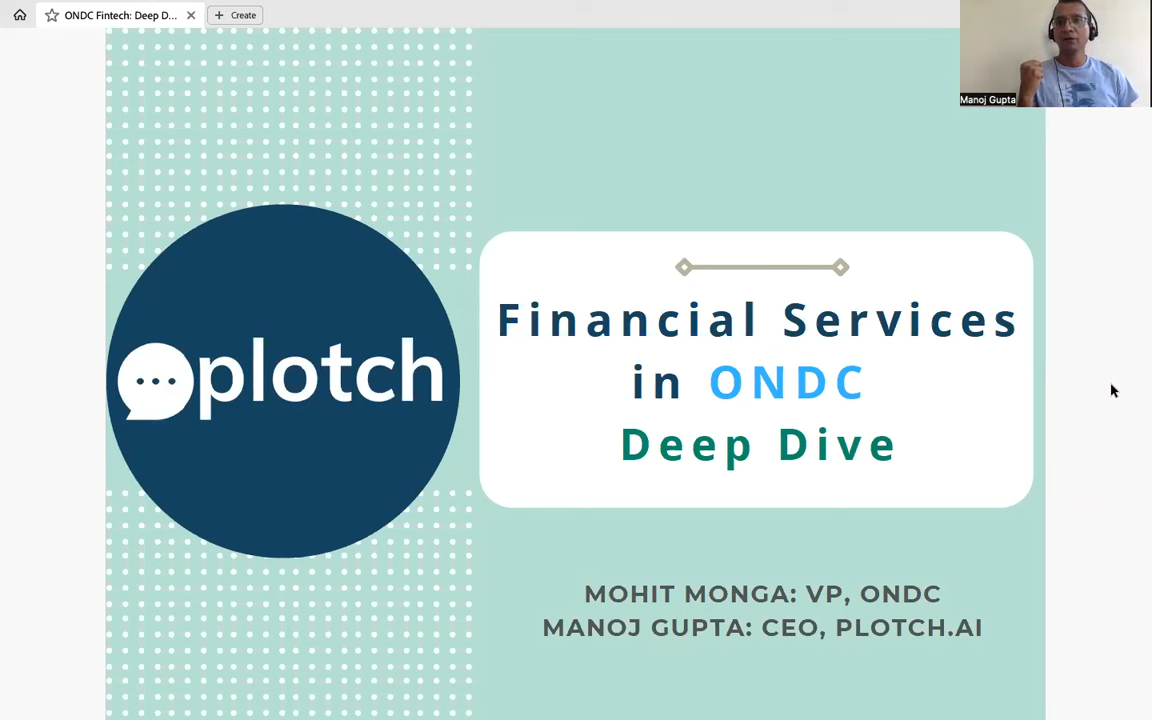 ONDC Fintech: Deep D...
Create
Manoj Gupta
plotch
Financial Services
in ONDC
Deep Dive
MOHIT MONGA: VP, ONDC
MANOJ GUPTA: CEO, PLOTCH.AI